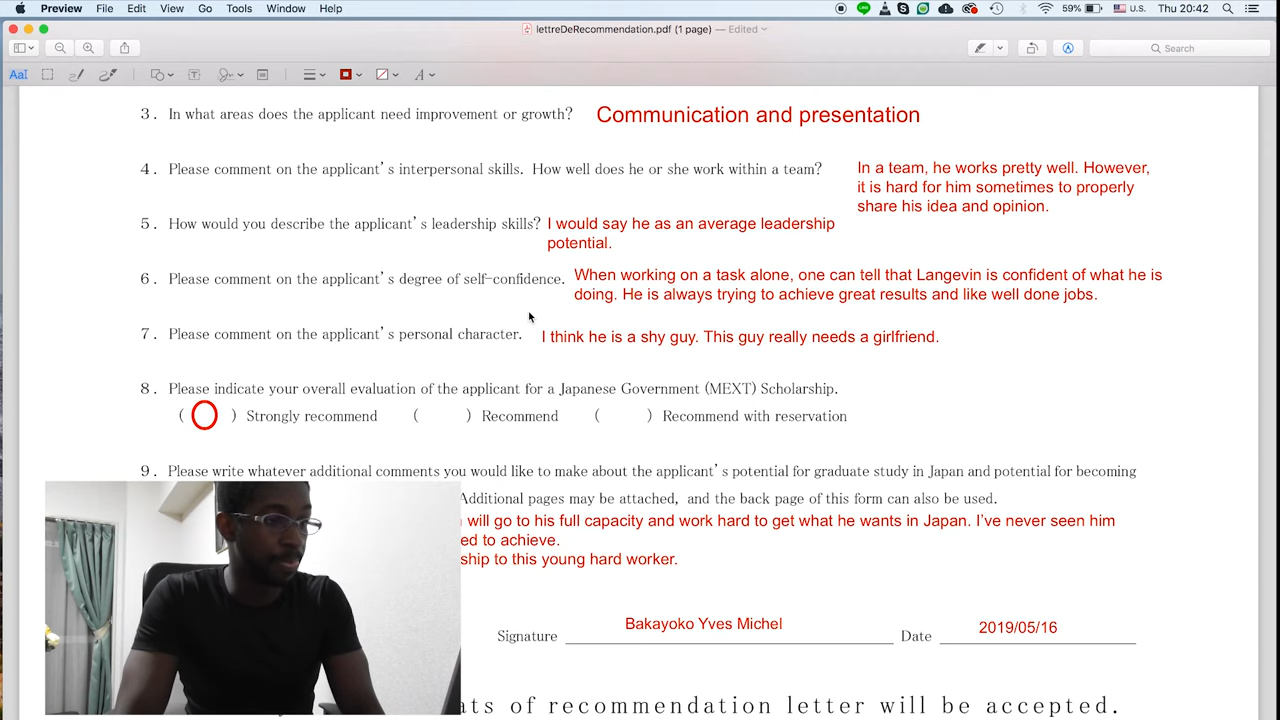 Preview File Edit View Go Tools Window Help 59% U.S. Thu 20:42
lettreDeRecommendation.pdf (1 page) — Edited
Search
AaI T A
3. In what areas does the applicant need improvement or growth? Communication and presentation
4. Please comment on the applicant's interpersonal skills. How well does he or she work within a team? In a team, he works pretty well. However,
it is hard for him sometimes to properly
share his idea and opinion.
5. How would you describe the applicant's leadership skills? I would say he as an average leadership
potential.
6. Please comment on the applicant's degree of self-confidence. When working on a task alone, one can tell that Langevin is confident of what he is
doing. He is always trying to achieve great results and like well done jobs.
7. Please comment on the applicant's personal character. I think he is a shy guy. This guy really needs a girlfriend.
8. Please indicate your overall evaluation of the applicant for a Japanese Government (MEXT) Scholarship.
( ) Strongly recommend ( ) Recommend ( ) Recommend with reservation
9. Please write whatever additional comments you would like to make about the applicant's potential for graduate study in Japan and potential for becoming
Additional pages may be attached, and the back page of this form can also be used.
will go to his full capacity and work hard to get what he wants in Japan. I've never seen him
ed to achieve.
ship to this young hard worker.
Signature Bakayoko Yves Michel Date 2019/05/16
ats of recommendation letter will be accepted.